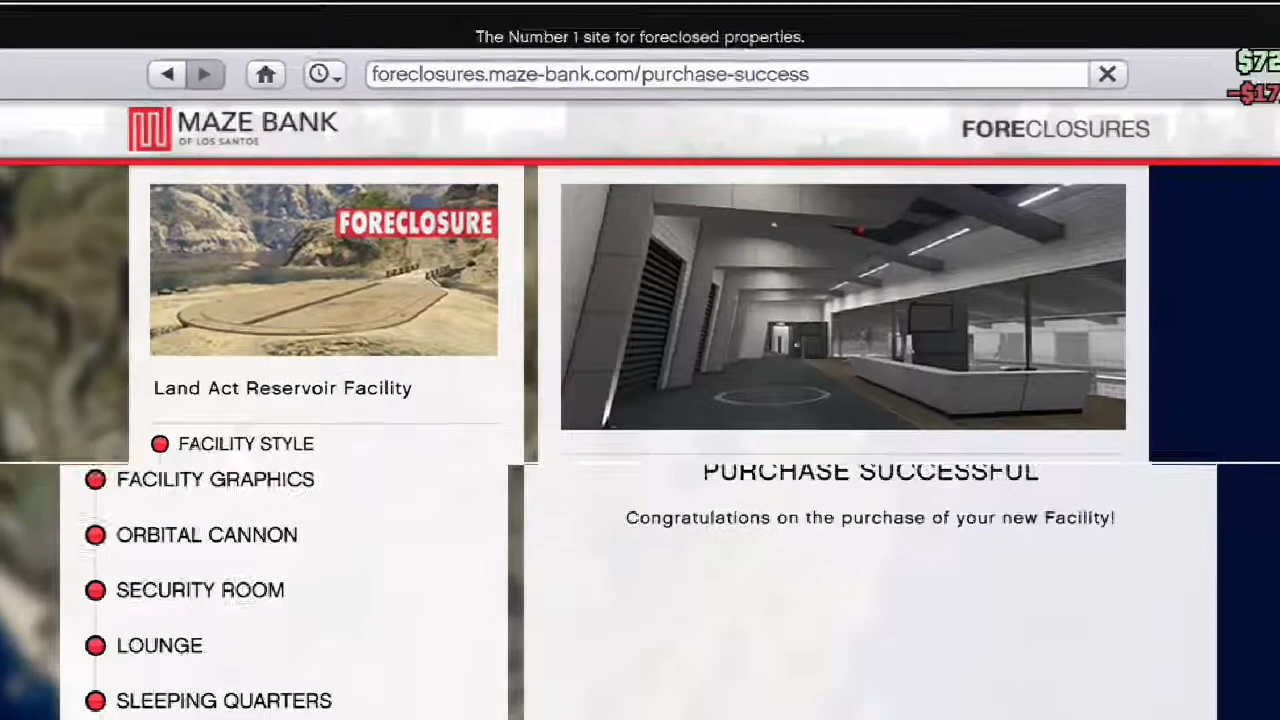 The Number 1 site for foreclosed properties.
foreclosures.maze-bank.com/purchase-success
$72
-$17
MAZE BANK
OF LOS SANTOS
FORECLOSURES
FORECLOSURE
Land Act Reservoir Facility
FACILITY STYLE
FACILITY GRAPHICS
ORBITAL CANNON
SECURITY ROOM
LOUNGE
SLEEPING QUARTERS
PURCHASE SUCCESSFUL
Congratulations on the purchase of your new Facility!